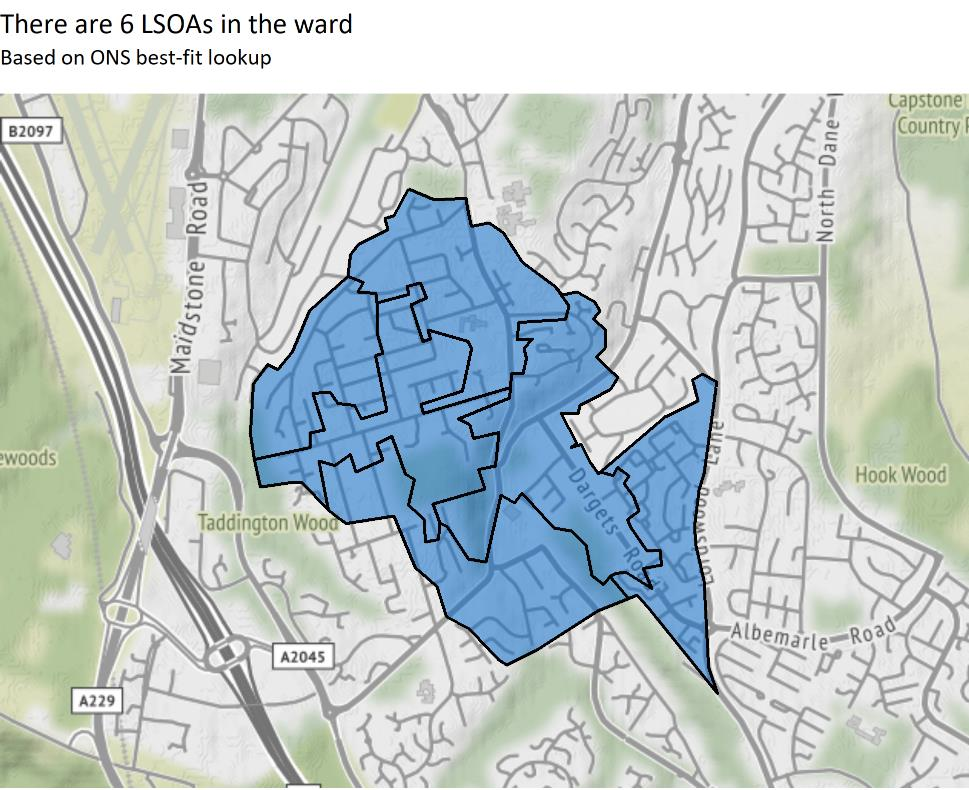 There are 6 LSOAs in the ward
Based on ONS best-fit lookup
Capstone
Country
B2097
North Dane
Maidstone Road
ewoods
Hook Wood
Lordswood Lane
Dargets Road
Taddington Wood
Albemarle Road
A2045
A229